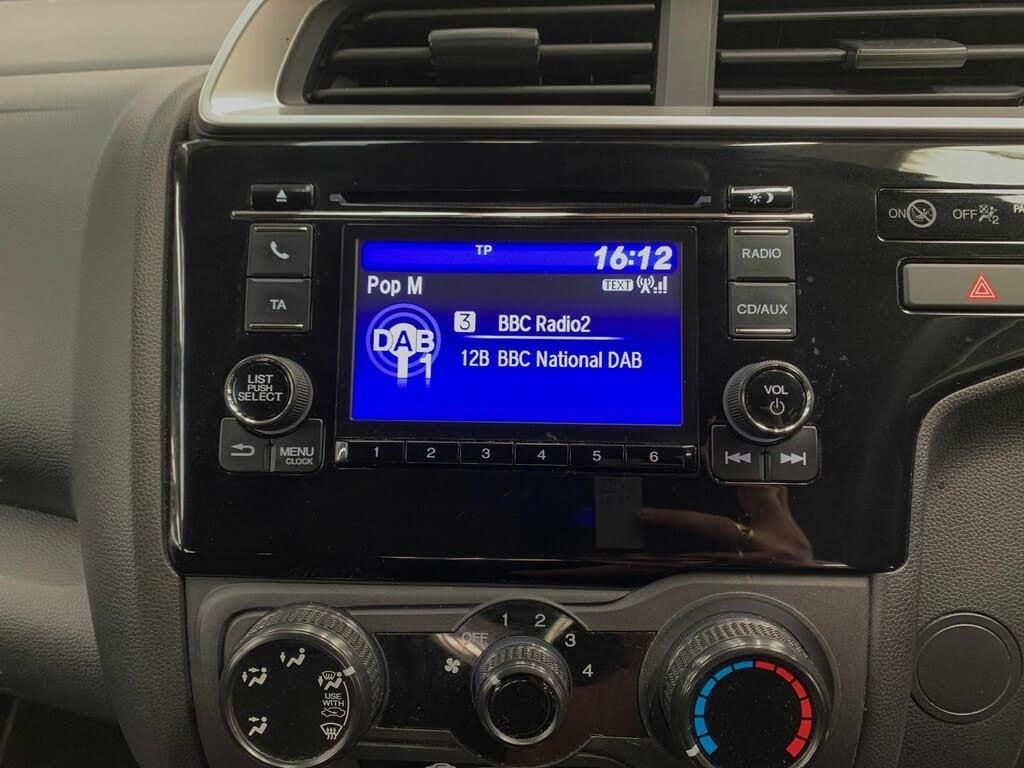 TP 16:12
ON OFF 2 PA
RADIO
Pop M TEXT
TA
3 BBC Radio2
CD/AUX
DAB 1
12B BBC National DAB
LIST
PUSH
SELECT
VOL
MENU
CLOCK
1 2 3 4 5 6
OFF 1 2 3 4
USE
WITH